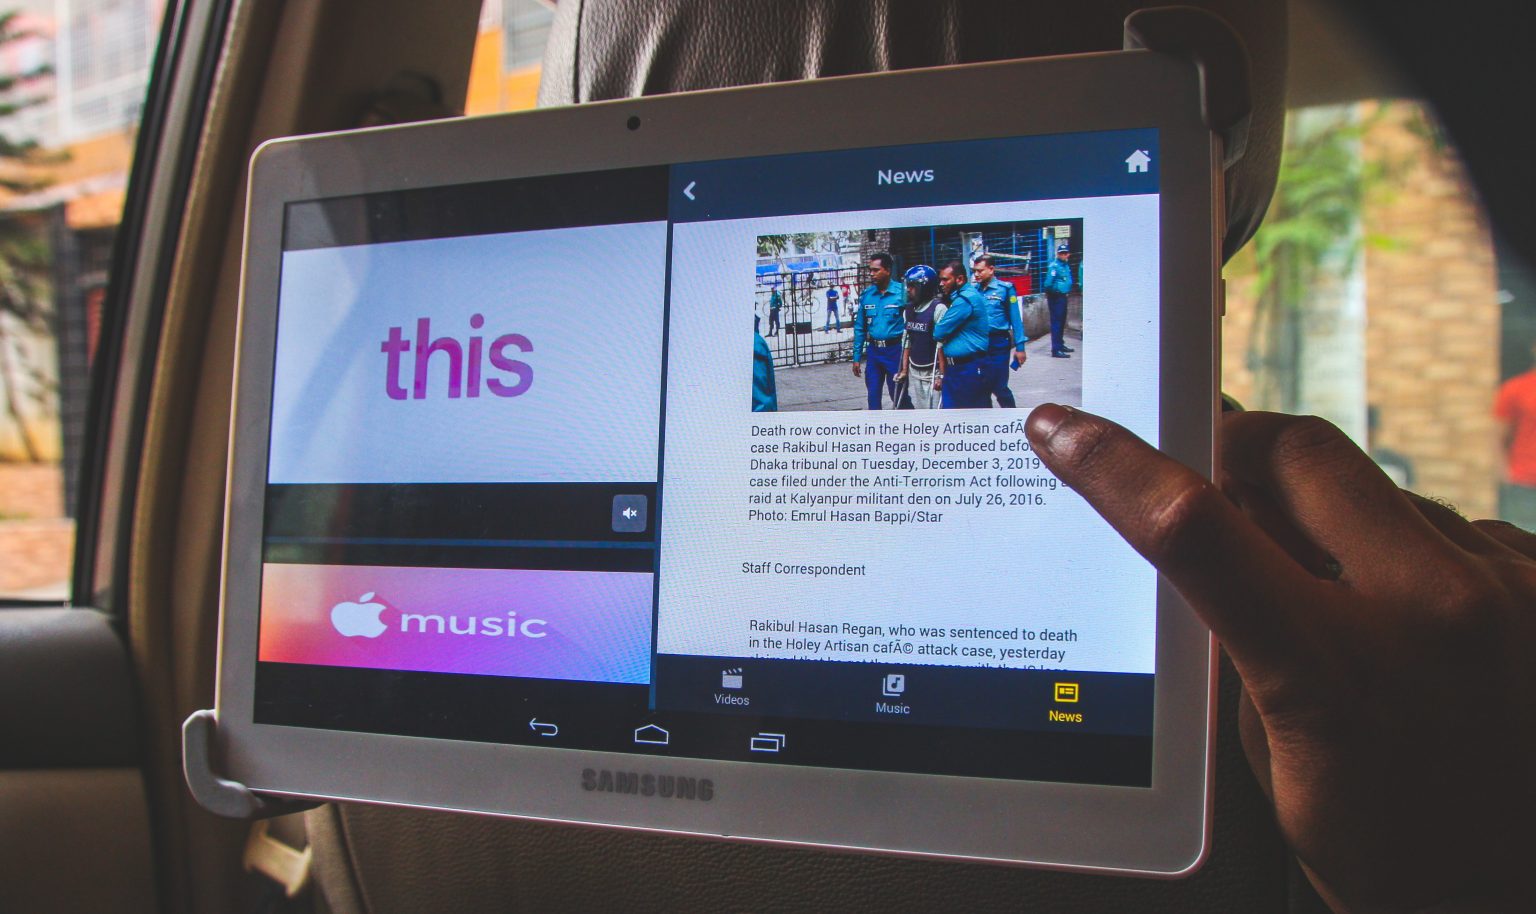 this
music
News
POLICE
Death row convict in the Holey Artisan cafÃ
case Rakibul Hasan Regan is produced befo
Dhaka tribunal on Tuesday, December 3, 2019
case filed under the Anti-Terrorism Act following a
raid at Kalyanpur militant den on July 26, 2016.
Photo: Emrul Hasan Bappi/Star
Staff Correspondent
Rakibul Hasan Regan, who was sentenced to death
in the Holey Artisan cafÃ© attack case, yesterday
Videos
Music
News
SAMSUNG